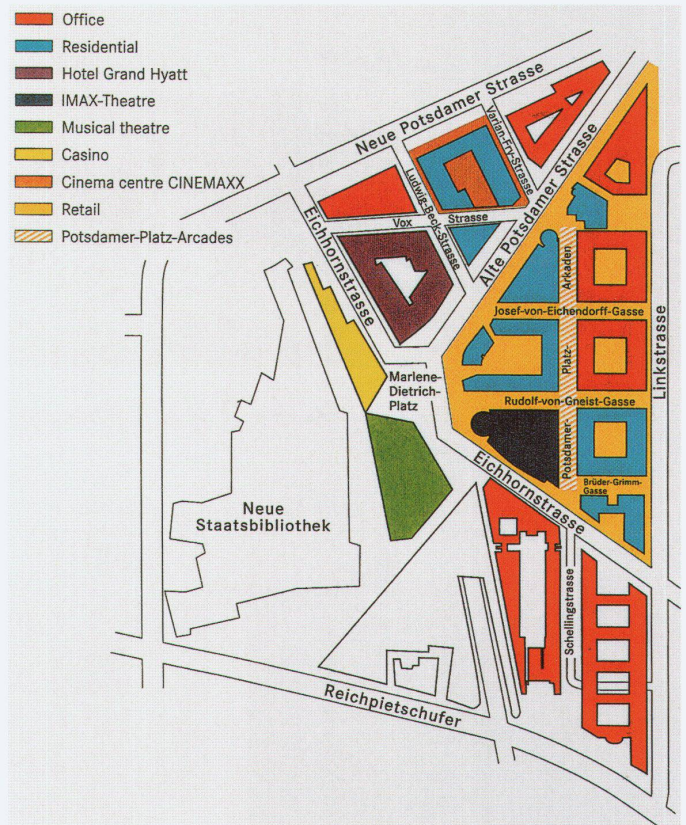 Office
Residential
Hotel Grand Hyatt
IMAX-Theatre
Musical theatre
Casino
Cinema centre CINEMAXX
Retail
Potsdamer-Platz-Arcades
Neue Potsdamer Strasse
Varian-Fry-Strasse
Ludwig-Beck-Strasse
Vox Strasse
Alte Potsdamer Strasse
Eichhornstrasse
Arkaden
Josef-von-Eichendorff-Gasse
Linkstrasse
Platz-
Marlene-
Dietrich-
Platz
Rudolf-von-Gneist-Gasse
Potsdamer-
Eichhornstrasse
Brüder-Grimm-
Gasse
Neue
Staatsbibliothek
Schellingstrasse
Reichpietschufer